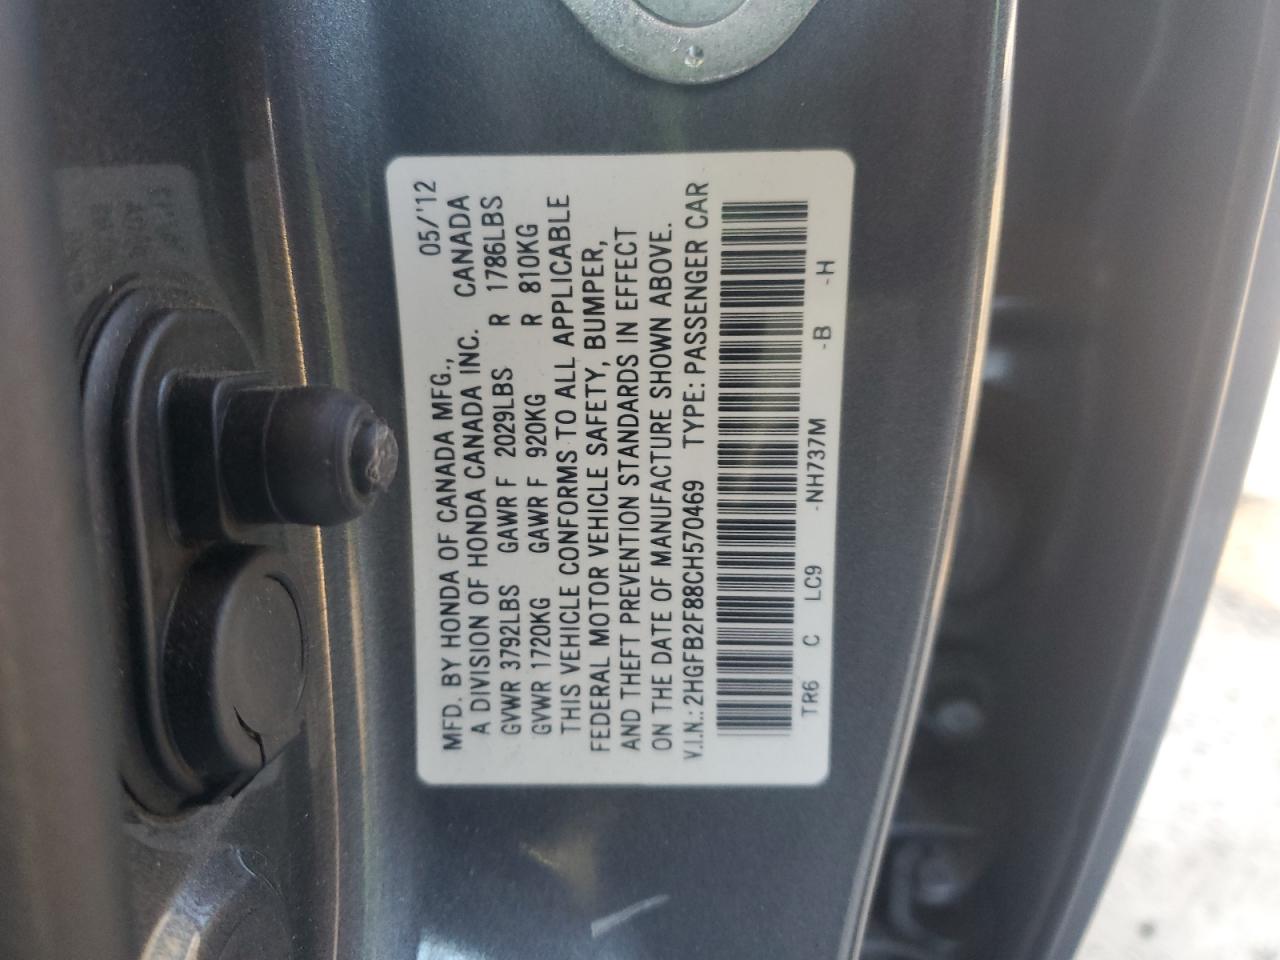 05/'12
MFD. BY HONDA OF CANADA MFG.,
A DIVISION OF HONDA CANADA INC. CANADA
GVWR 3792LBS GAWR F 2029LBS R 1786LBS
GVWR 1720KG GAWR F 920KG R 810KG
THIS VEHICLE CONFORMS TO ALL APPLICABLE
FEDERAL MOTOR VEHICLE SAFETY, BUMPER,
AND THEFT PREVENTION STANDARDS IN EFFECT
ON THE DATE OF MANUFACTURE SHOWN ABOVE.
V.I.N.: 2HGFB2F88CH570469 TYPE: PASSENGER CAR
TR6 C LC9 -NH737M -B -H